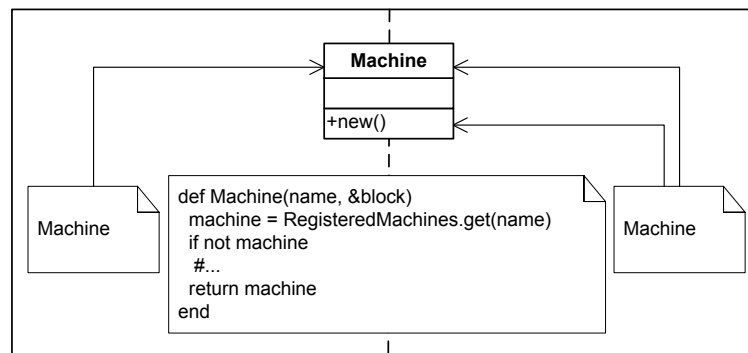 Machine
+new()
Machine
def Machine(name, &block)
machine = RegisteredMachines.get(name)
if not machine
#...
return machine
end
Machine